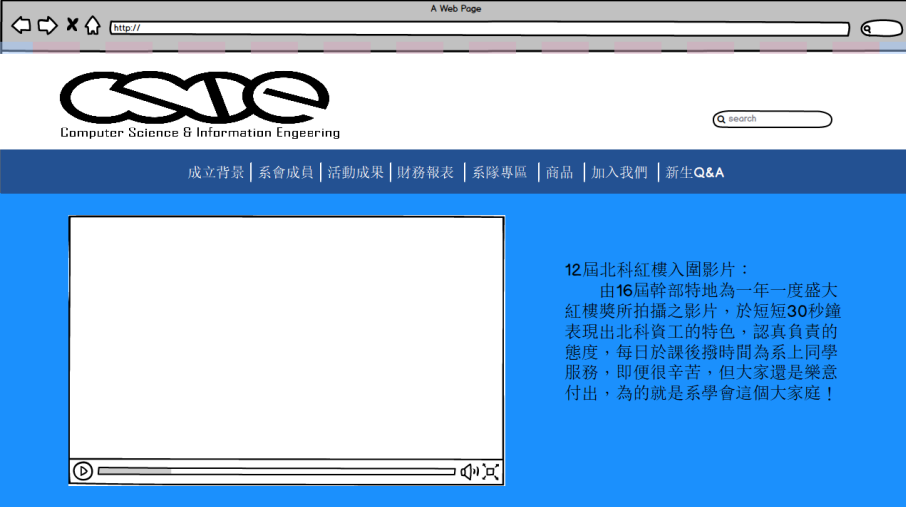 A Web Page
http://
CSIE
Computer Science & Information Engeering
search
成立背景 系會成員 活動成果 財務報表 系隊專區 商品 加入我們 新生Q&A
12屆北科紅樓入圍影片：
由16屆幹部特地為一年一度盛大
紅樓獎所拍攝之影片，於短短30秒鐘
表現出北科資工的特色，認真負責的
態度，每日於課後撥時間為系上同學
服務，即便很辛苦，但大家還是樂意
付出，為的就是系學會這個大家庭！